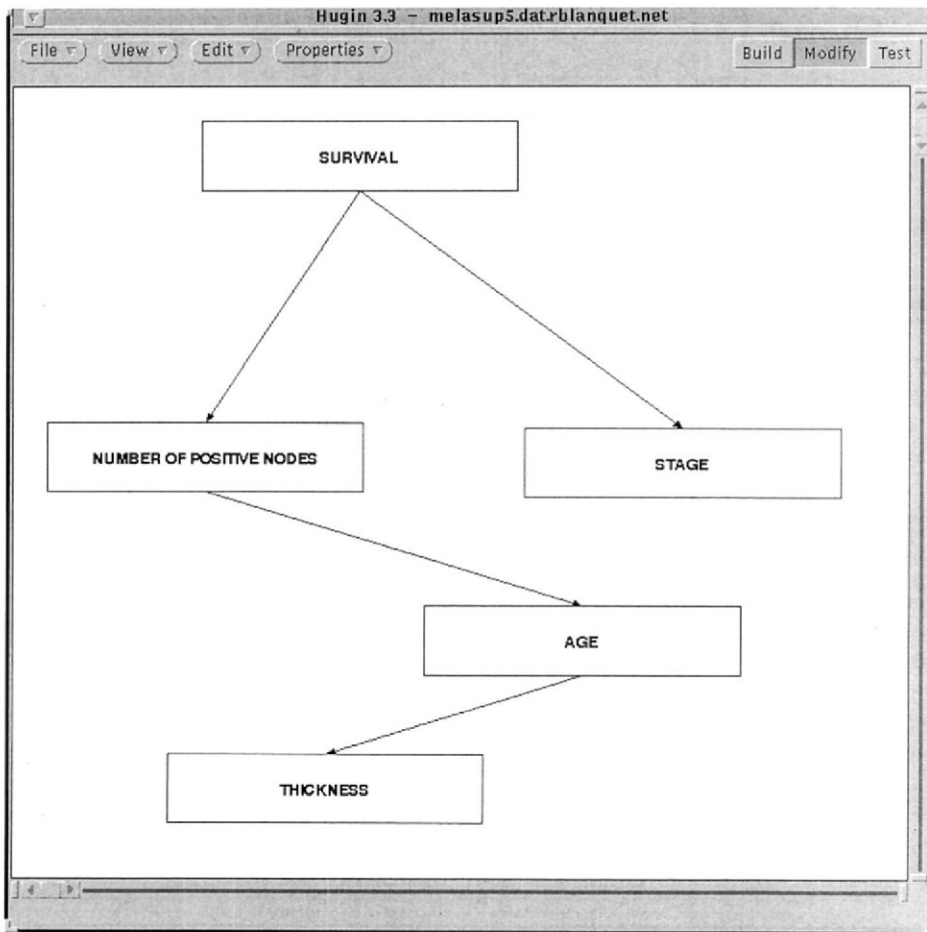 Hugin 3.3 – melasup5.dat.rblanquet.net
File View Edit Properties Build Modify Test
SURVIVAL
NUMBER OF POSITIVE NODES
STAGE
AGE
THICKNESS